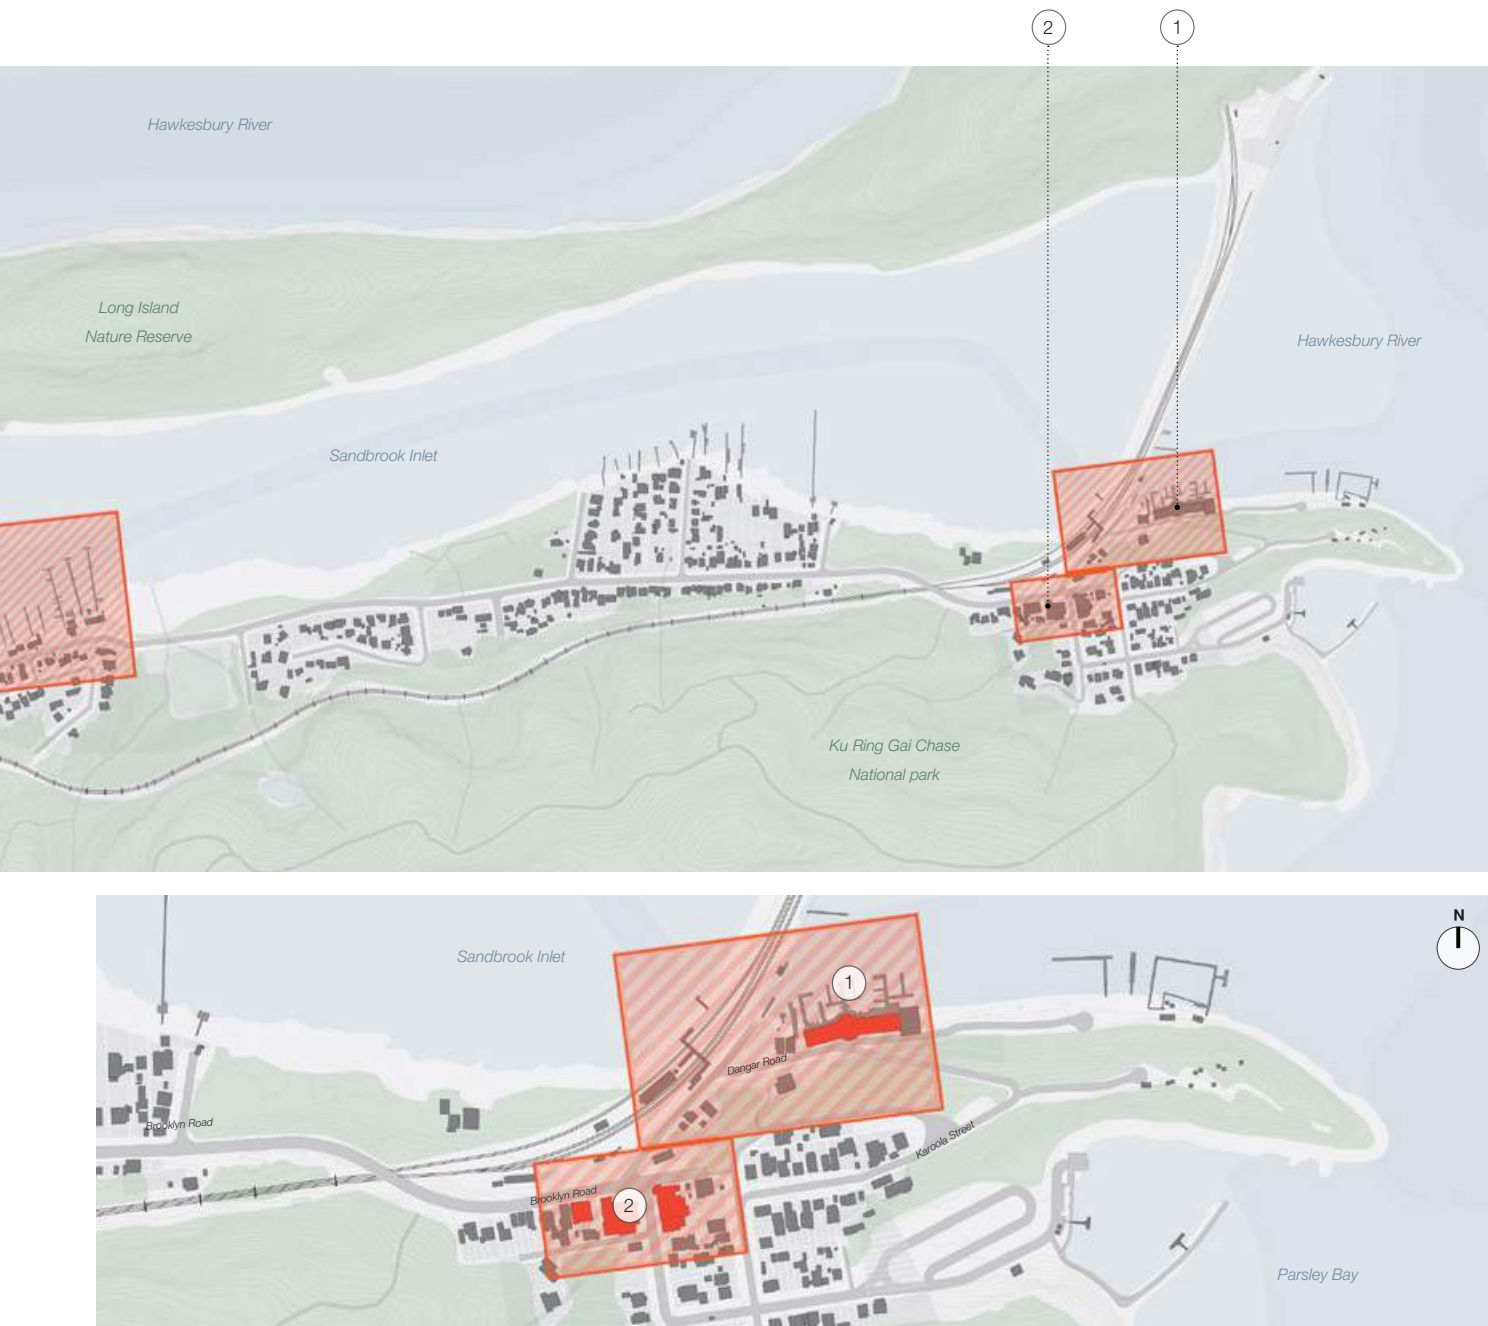 2
1
Hawkesbury River
Long Island
Nature Reserve
Hawkesbury River
Sandbrook Inlet
Ku Ring Gai Chase
National park
N
Sandbrook Inlet
1
Dangar Road
Brooklyn Road
Karoola Street
Brooklyn Road
2
Parsley Bay